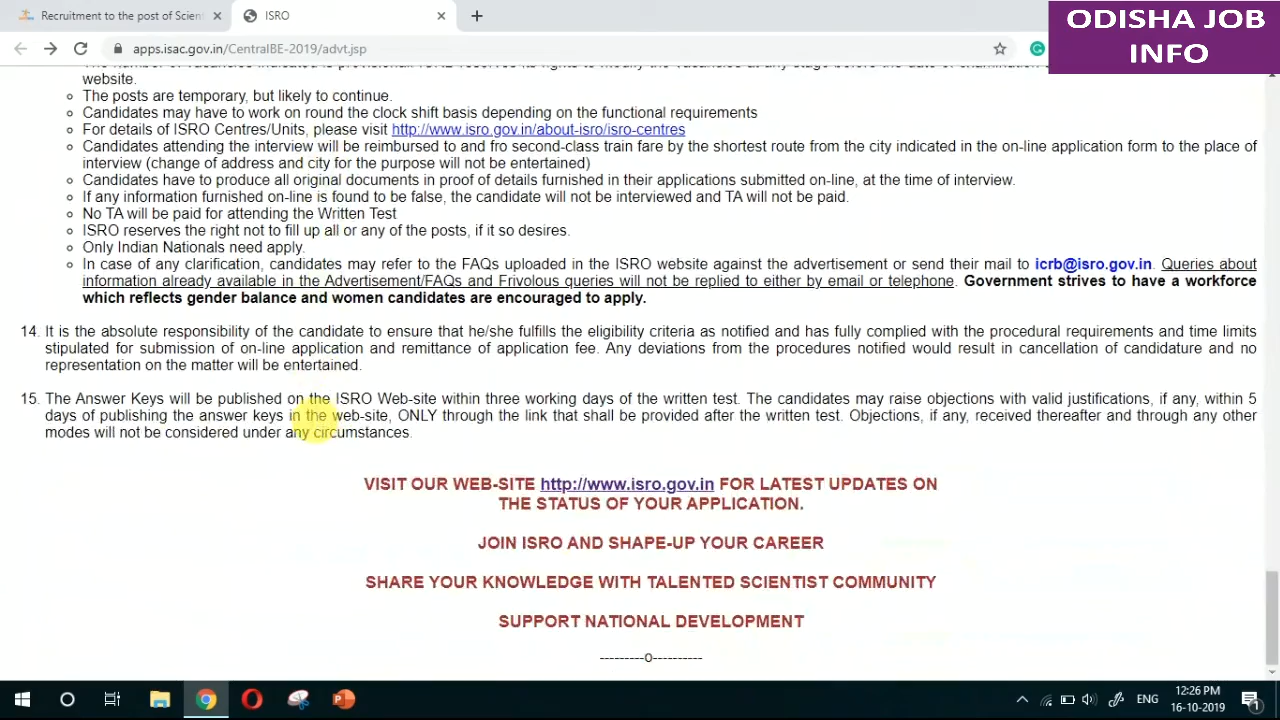 Recruitment to the post of Scient
ISRO
ODISHA JOB
INFO
apps.isac.gov.in/CentralBE-2019/advt.jsp
website.
The posts are temporary, but likely to continue.
Candidates may have to work on round the clock shift basis depending on the functional requirements
For details of ISRO Centres/Units, please visit http://www.isro.gov.in/about-isro/isro-centres
Candidates attending the interview will be reimbursed to and fro second-class train fare by the shortest route from the city indicated in the on-line application form to the place of
interview (change of address and city for the purpose will not be entertained)
Candidates have to produce all original documents in proof of details furnished in their applications submitted on-line, at the time of interview.
If any information furnished on-line is found to be false, the candidate will not be interviewed and TA will not be paid.
No TA will be paid for attending the Written Test
ISRO reserves the right not to fill up all or any of the posts, if it so desires.
Only Indian Nationals need apply.
In case of any clarification, candidates may refer to the FAQs uploaded in the ISRO website against the advertisement or send their mail to icrb@isro.gov.in. Queries about
information already available in the Advertisement/FAQs and Frivolous queries will not be replied to either by email or telephone. Government strives to have a workforce
which reflects gender balance and women candidates are encouraged to apply.
14. It is the absolute responsibility of the candidate to ensure that he/she fulfills the eligibility criteria as notified and has fully complied with the procedural requirements and time limits
stipulated for submission of on-line application and remittance of application fee. Any deviations from the procedures notified would result in cancellation of candidature and no
representation on the matter will be entertained.
15. The Answer Keys will be published on the ISRO Web-site within three working days of the written test. The candidates may raise objections with valid justifications, if any, within 5
days of publishing the answer keys in the web-site, ONLY through the link that shall be provided after the written test. Objections, if any, received thereafter and through any other
modes will not be considered under any circumstances.
VISIT OUR WEB-SITE http://www.isro.gov.in FOR LATEST UPDATES ON
THE STATUS OF YOUR APPLICATION.
JOIN ISRO AND SHAPE-UP YOUR CAREER
SHARE YOUR KNOWLEDGE WITH TALENTED SCIENTIST COMMUNITY
SUPPORT NATIONAL DEVELOPMENT
---------0----------
ENG
12:26 PM
16-10-2019